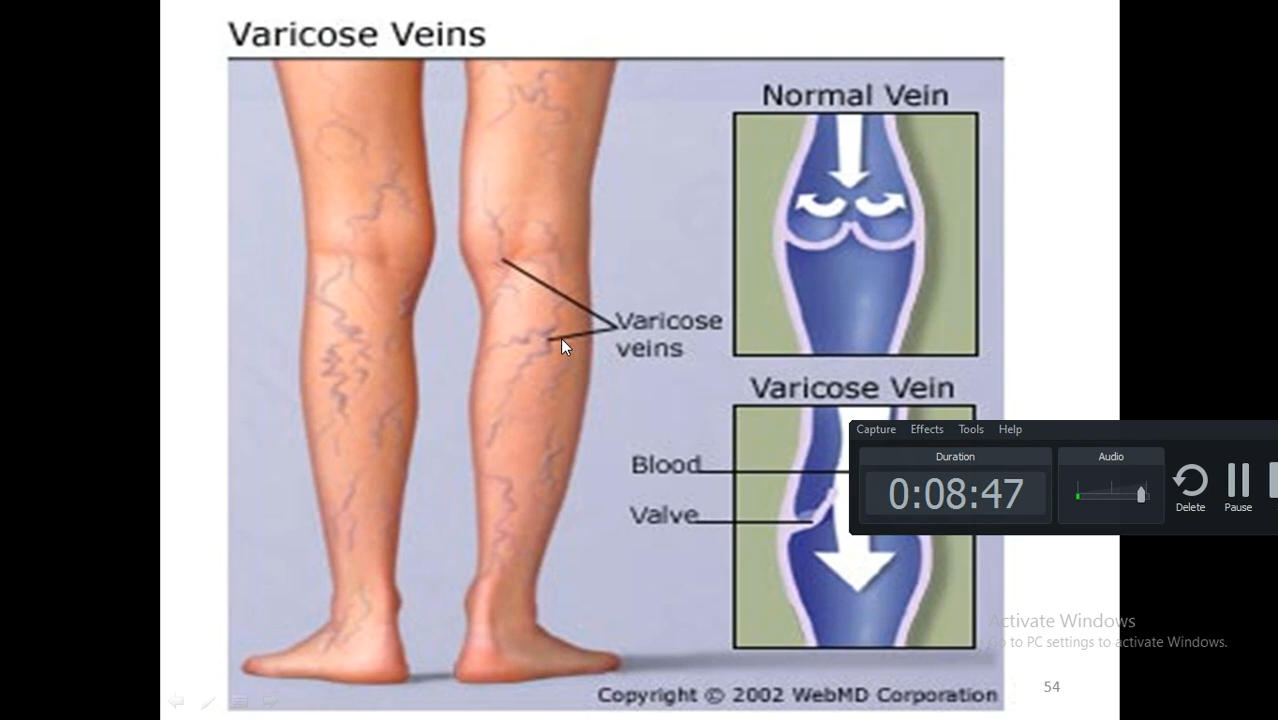 Varicose Veins
Normal Vein
Varicose
veins
Varicose Vein
Blood
Valve
Capture Effects Tools Help
Duration
Audio
0:08:47
Delete
Pause
Activate Windows
Go to PC settings to activate Windows.
54
Copyright © 2002 WebMD Corporation